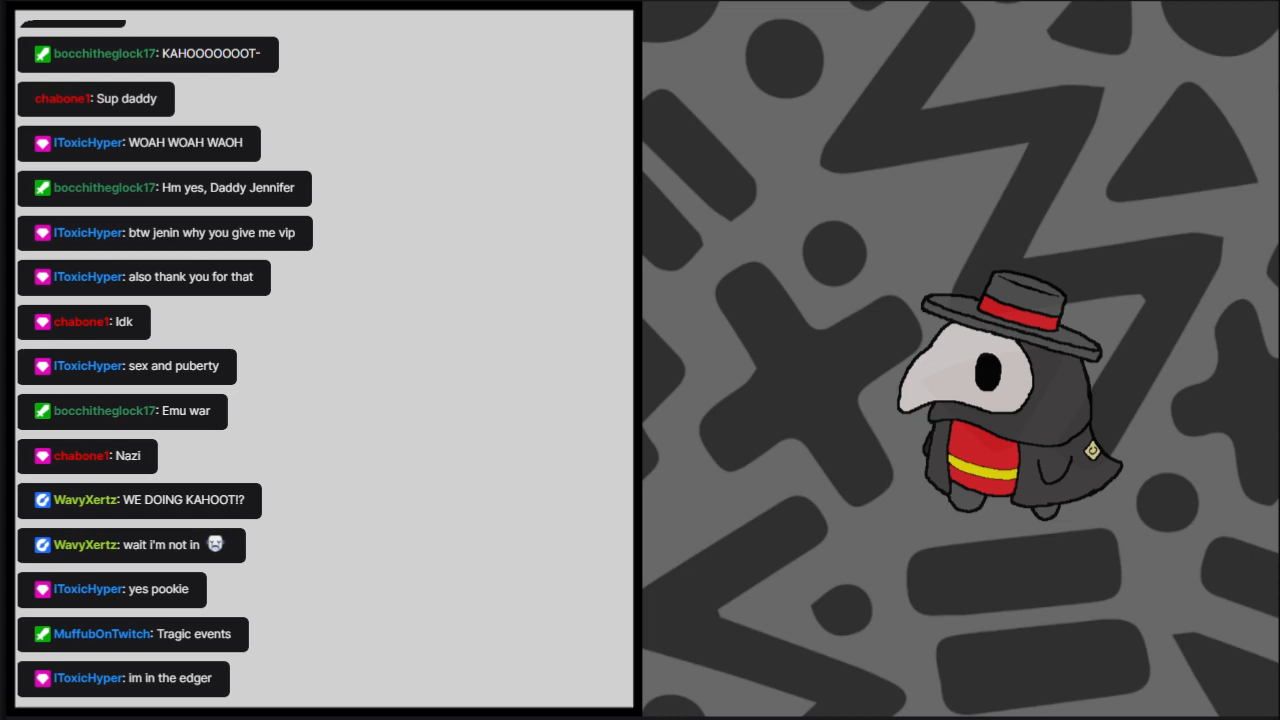 bocchitheglock17: KAHOOOOOOOT-
chabone1: Sup daddy
IToxicHyper: WOAH WOAH WAOH
bocchitheglock17: Hm yes, Daddy Jennifer
IToxicHyper: btw jenin why you give me vip
IToxicHyper: also thank you for that
chabone1: Idk
IToxicHyper: sex and puberty
bocchitheglock17: Emu war
chabone1: Nazi
WavyXertz: WE DOING KAHOOT!?
WavyXertz: wait i'm not in
IToxicHyper: yes pookie
MuffubOnTwitch: Tragic events
IToxicHyper: im in the edger